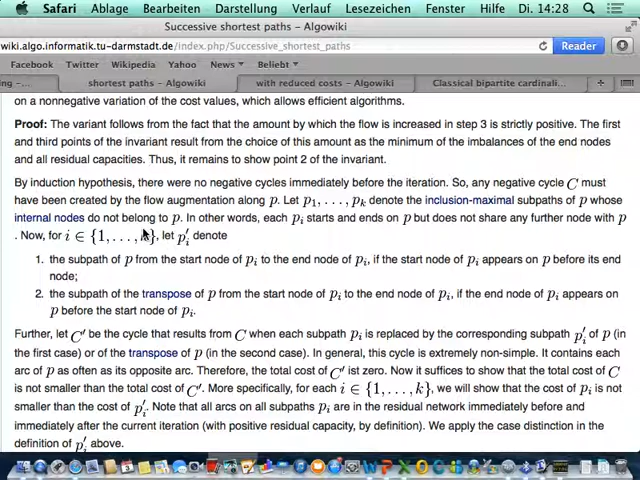 Safari Ablage Bearbeiten Darstellung Verlauf Lesezeichen Fenster Hilfe Di. 14:28
Successive shortest paths – Algowiki
wiki.algo.informatik.tu-darmstadt.de/index.php/Successive_shortest_paths Reader
Facebook Twitter Wikipedia Yahoo News Beliebt
ng –... shortest paths - Algowiki with reduced costs - Algowiki Classical bipartite cardinali...
on a nonnegative variation of the cost values, which allows efficient algorithms.
Proof: The variant follows from the fact that the amount by which the flow is increased in step 3 is strictly positive. The first
and third points of the invariant result from the choice of this amount as the minimum of the imbalances of the end nodes
and all residual capacities. Thus, it remains to show point 2 of the invariant.
By induction hypothesis, there were no negative cycles immediately before the iteration. So, any negative cycle C must
have been created by the flow augmentation along p. Let p₁, . . . , pₖ denote the inclusion-maximal subpaths of p whose
internal nodes do not belong to p. In other words, each pᵢ starts and ends on p but does not share any further node with p
. Now, for i ∈ {1, . . . , k}, let p′ᵢ denote
1. the subpath of p from the start node of pᵢ to the end node of pᵢ, if the start node of pᵢ appears on p before its end
node;
2. the subpath of the transpose of p from the start node of pᵢ to the end node of pᵢ, if the end node of pᵢ appears on
p before the start node of pᵢ.
Further, let C′ be the cycle that results from C when each subpath pᵢ is replaced by the corresponding subpath p′ᵢ of p (in
the first case) or of the transpose of p (in the second case). In general, this cycle is extremely non-simple. It contains each
arc of p as often as its opposite arc. Therefore, the total cost of C′ ist zero. Now it suffices to show that the total cost of C
is not smaller than the total cost of C′. More specifically, for each i ∈ {1, . . . , k}, we will show that the cost of pᵢ is not
smaller than the cost of p′ᵢ. Note that all arcs on all subpaths pᵢ are in the residual network immediately before and
immediately after the current iteration (with positive residual capacity, by definition). We apply the case distinction in the
definition of p′ᵢ above.